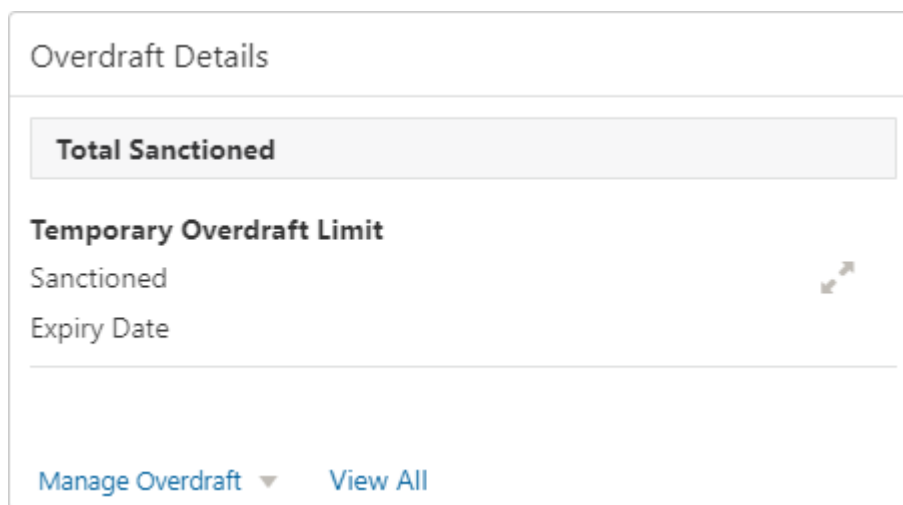 Overdraft Details
Total Sanctioned
Temporary Overdraft Limit
Sanctioned
Expiry Date
Manage Overdraft View All